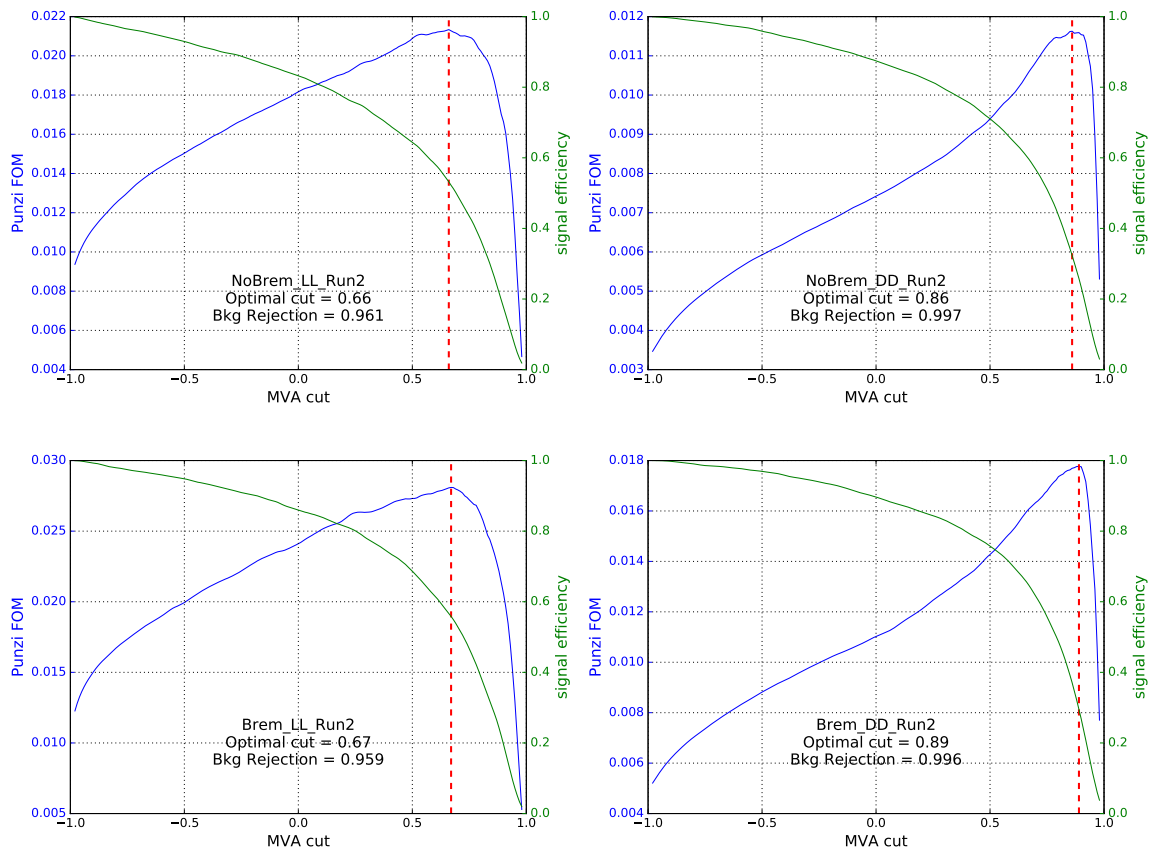 0.022
0.020
0.018
0.016
0.014
0.012
0.010
0.008
0.006
0.004
Punzi FOM
1.0
0.8
0.6
0.4
0.2
0.0
signal efficiency
NoBrem_LL_Run2
Optimal cut = 0.66
Bkg Rejection = 0.961
−1.0 −0.5 0.0 0.5 1.0
MVA cut
0.012
0.011
0.010
0.009
0.008
0.007
0.006
0.005
0.004
0.003
Punzi FOM
1.0
0.8
0.6
0.4
0.2
0.0
signal efficiency
NoBrem_DD_Run2
Optimal cut = 0.86
Bkg Rejection = 0.997
−1.0 −0.5 0.0 0.5 1.0
MVA cut
0.030
0.025
0.020
0.015
0.010
0.005
Punzi FOM
1.0
0.8
0.6
0.4
0.2
0.0
signal efficiency
Brem_LL_Run2
Optimal cut = 0.67
Bkg Rejection = 0.959
−1.0 −0.5 0.0 0.5 1.0
MVA cut
0.018
0.016
0.014
0.012
0.010
0.008
0.006
0.004
Punzi FOM
1.0
0.8
0.6
0.4
0.2
0.0
signal efficiency
Brem_DD_Run2
Optimal cut = 0.89
Bkg Rejection = 0.996
−1.0 −0.5 0.0 0.5 1.0
MVA cut